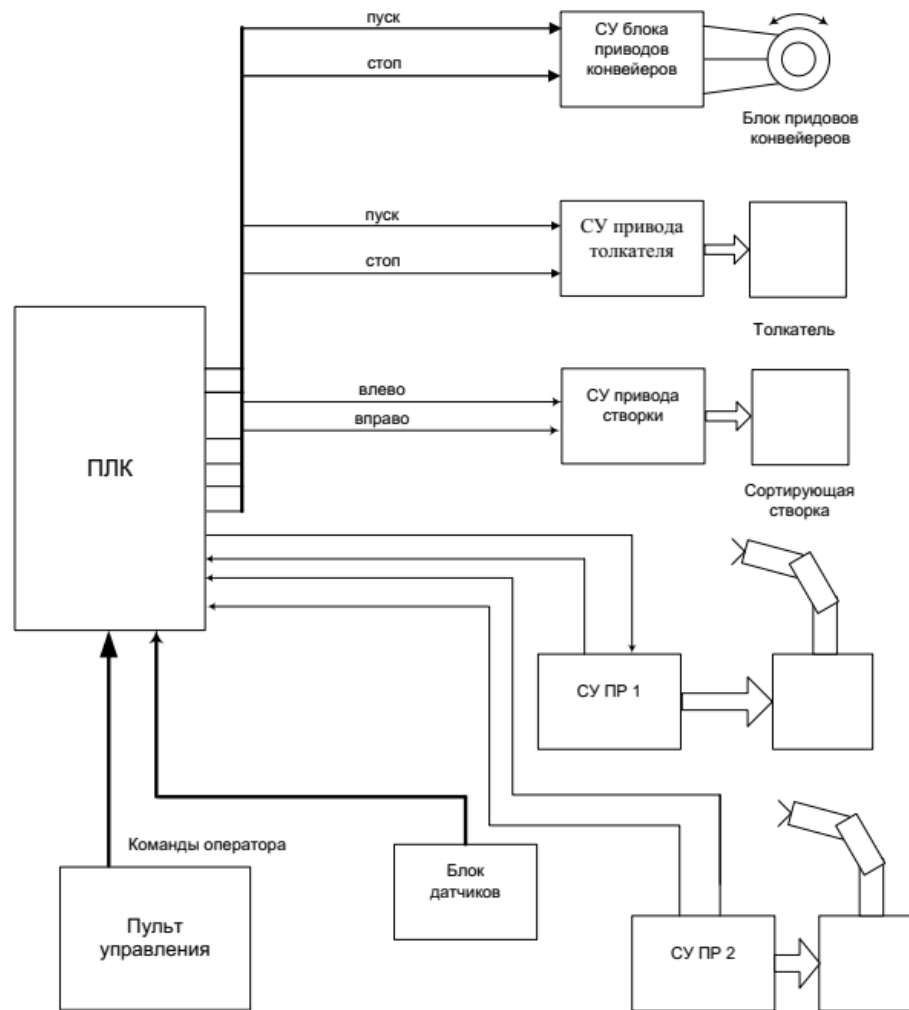 пуск
СУ блока
приводов
конвейеров
стоп
Блок придовов
конвейереов
пуск
СУ привода
толкателя
стоп
Толкатель
влево
СУ привода
створки
вправо
ПЛК
Сортирующая
створка
СУ ПР 1
Команды оператора
Блок
датчиков
Пульт
управления
СУ ПР 2